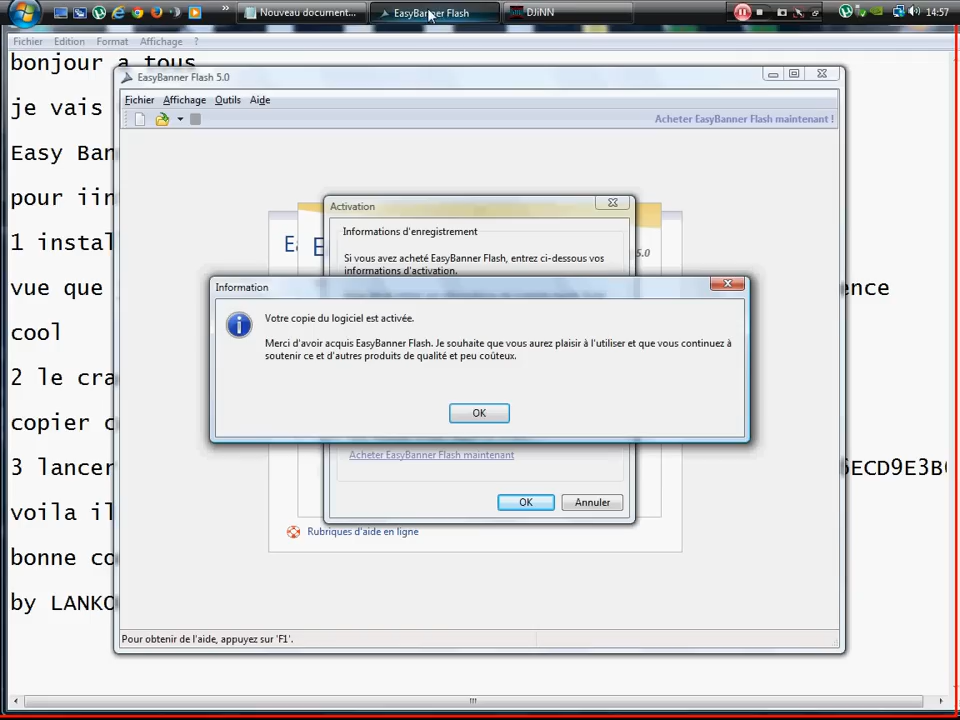 Nouveau document...
EasyBanner Flash
DJiNN
14:57
Fichier Edition Format Affichage ?
bonjour a tous
je vais
Easy Ban
pour iin
1 instal
vue que
ence
cool
2 le cra
copier c
3 lancer
6ECD9E3B
voila il
bonne co
by LANKO
EasyBanner Flash 5.0
Fichier Affichage Outils Aide
Acheter EasyBanner Flash maintenant !
5.0
Activation
Informations d'enregistrement
Si vous avez acheté EasyBanner Flash, entrez ci-dessous vos
informations d'activation.
Information
Votre copie du logiciel est activée.
Merci d'avoir acquis EasyBanner Flash. Je souhaite que vous aurez plaisir à l'utiliser et que vous continuez à
soutenir ce et d'autres produits de qualité et peu coûteux.
OK
Acheter EasyBanner Flash maintenant
OK Annuler
Rubriques d'aide en ligne
Pour obtenir de l'aide, appuyez sur 'F1'.